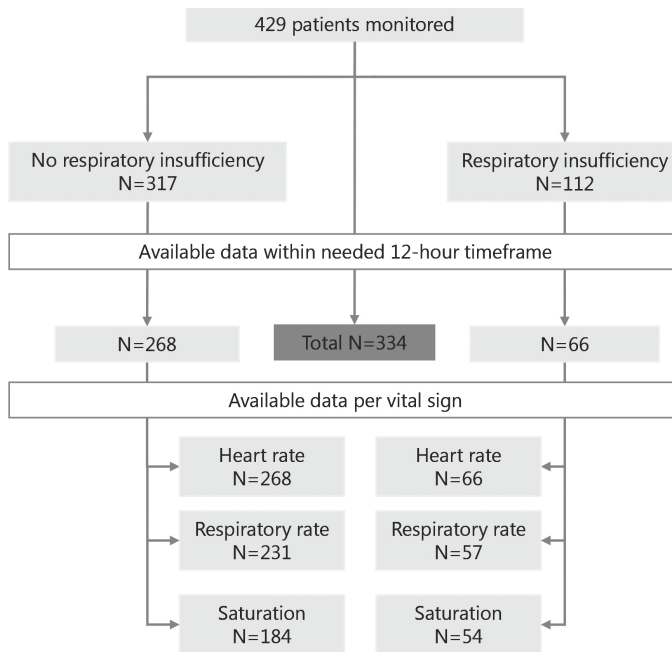 429 patients monitored
No respiratory insufficiency
N=317
Respiratory insufficiency
N=112
Available data within needed 12-hour timeframe
N=268
Total N=334
N=66
Available data per vital sign
Heart rate
N=268
Heart rate
N=66
Respiratory rate
N=231
Respiratory rate
N=57
Saturation
N=184
Saturation
N=54